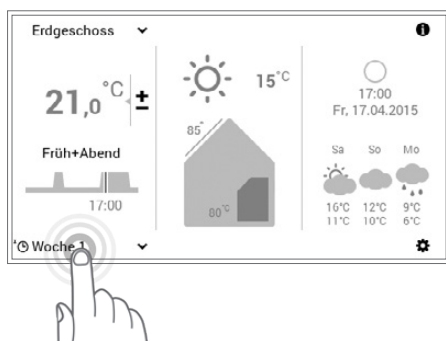 Erdgeschoss
21,0 °C ±
Früh+Abend
17:00
Woche 1
15°C
85°
80 °C
17:00
Fr, 17.04.2015
Sa So Mo
16°C 12°C 9°C
11°C 10°C 6°C